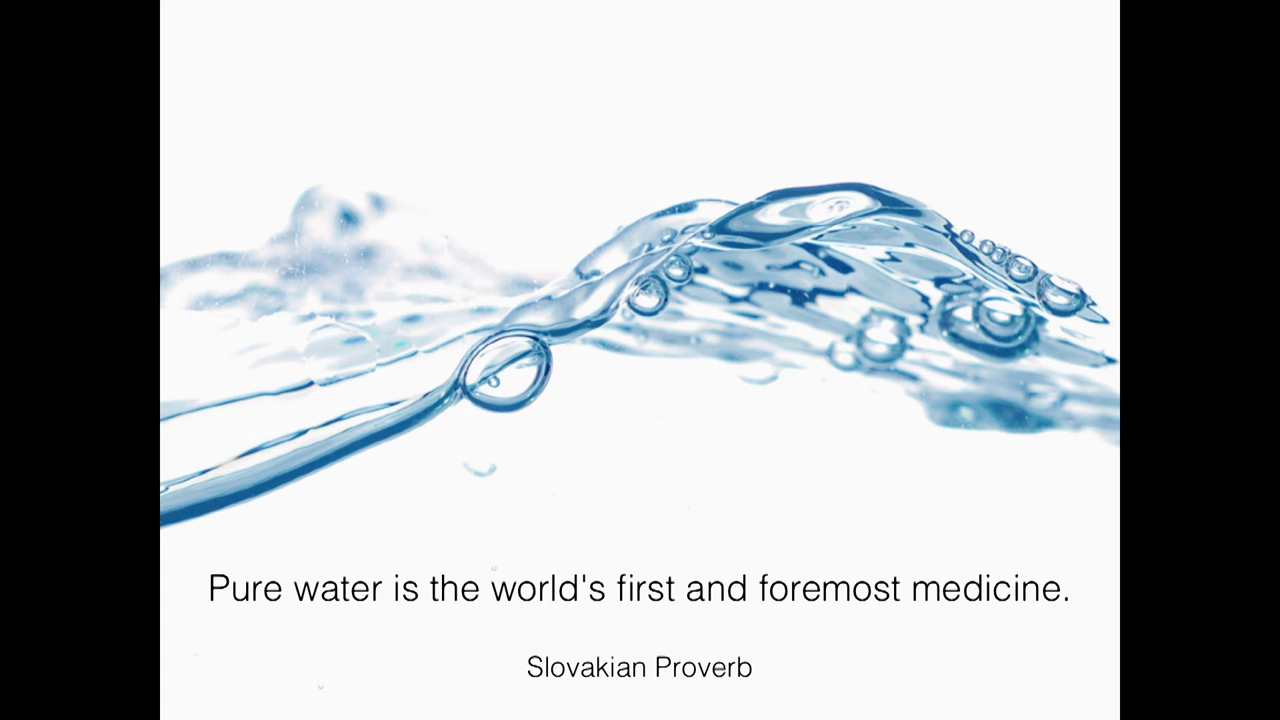 Pure water is the world's first and foremost medicine.
Slovakian Proverb